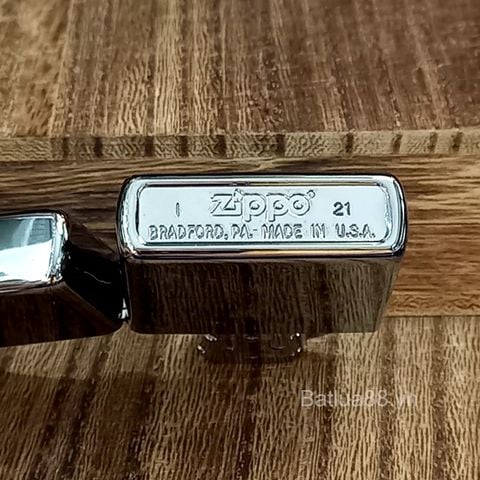 Zippo
I 21
BRADFORD, PA.- MADE IN U.S.A.
Batlua88.vn